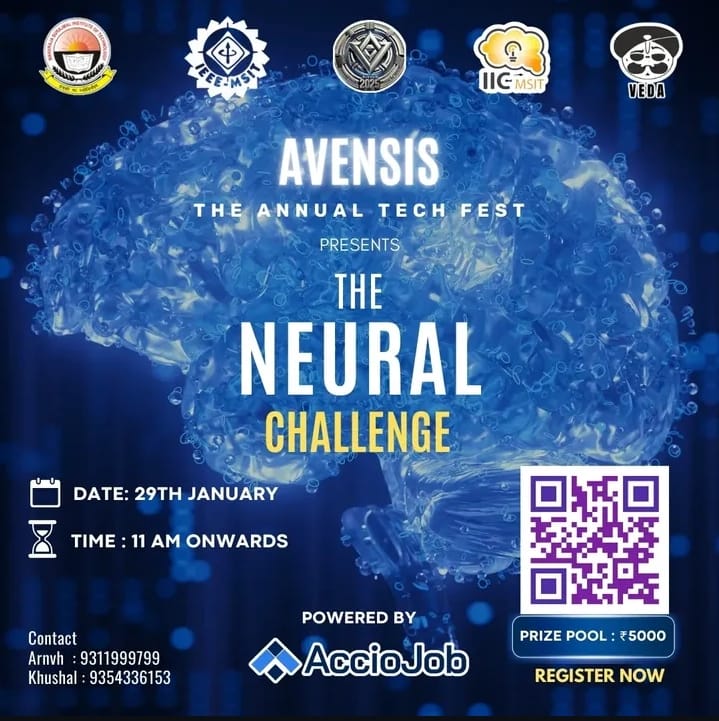 IEEE-MSIT
2025
IIC MSIT
VEDA
AVENSIS
THE ANNUAL TECH FEST
PRESENTS
THE
NEURAL
CHALLENGE
DATE: 29TH JANUARY
TIME : 11 AM ONWARDS
POWERED BY
AccioJob
Contact
Arnvh : 9311999799
Khushal : 9354336153
PRIZE POOL : ₹5000
REGISTER NOW